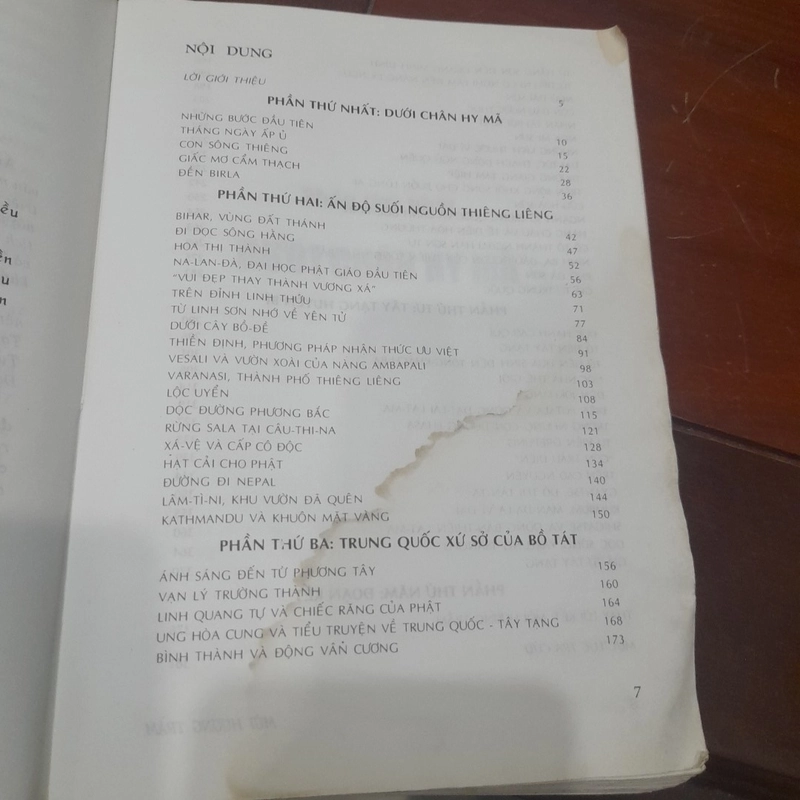 NỘI DUNG
LỜI GIỚI THIỆU 5
PHẦN THỨ NHẤT: DƯỚI CHÂN HY MÃ
NHỮNG BƯỚC ĐẦU TIÊN 10
THÁNG NGÀY ẤP Ủ 15
CON SÔNG THIÊNG 22
GIẤC MƠ CẨM THẠCH 28
ĐỀN BIRLA 36
PHẦN THỨ HAI: ẤN ĐỘ SUỐI NGUỒN THIÊNG LIÊNG
BIHAR, VÙNG ĐẤT THÁNH 42
ĐI DỌC SÔNG HẰNG 47
HOA THỊ THÀNH 52
NA-LAN-ĐÀ, ĐẠI HỌC PHẬT GIÁO ĐẦU TIÊN 56
"VUI ĐẸP THAY THÀNH VƯƠNG XÁ" 63
TRÊN ĐỈNH LINH THỨU 71
TỪ LINH SƠN NHỚ VỀ YÊN TỬ 77
DƯỚI CÂY BỒ-ĐỀ 84
THIỀN ĐỊNH, PHƯƠNG PHÁP NHẬN THỨC ƯU VIỆT 91
VESALI VÀ VƯỜN XOÀI CỦA NÀNG AMBAPALI 98
VARANASI, THÀNH PHỐ THIÊNG LIÊNG 103
LỘC UYỂN 108
DỌC ĐƯỜNG PHƯƠNG BẮC 115
RỪNG SALA TẠI CÂU-THI-NA 121
XÁ-VỆ VÀ CẤP CÔ ĐỘC 128
HẠT CẢI CHO PHẬT 134
ĐƯỜNG ĐI NEPAL 140
LÂM-TÌ-NI, KHU VƯỜN ĐÃ QUÊN 144
KATHMANDU VÀ KHUÔN MẶT VÀNG 150
PHẦN THỨ BA: TRUNG QUỐC XỨ SỞ CỦA BỒ TÁT
ÁNH SÁNG ĐẾN TỪ PHƯƠNG TÂY 156
VẠN LÝ TRƯỜNG THÀNH 160
LINH QUANG TỰ VÀ CHIẾC RĂNG CỦA PHẬT 164
UNG HÒA CUNG VÀ TIỂU TRUYỆN VỀ TRUNG QUỐC - TÂY TẠNG 168
BÌNH THÀNH VÀ ĐỘNG VÂN CƯƠNG 173
7